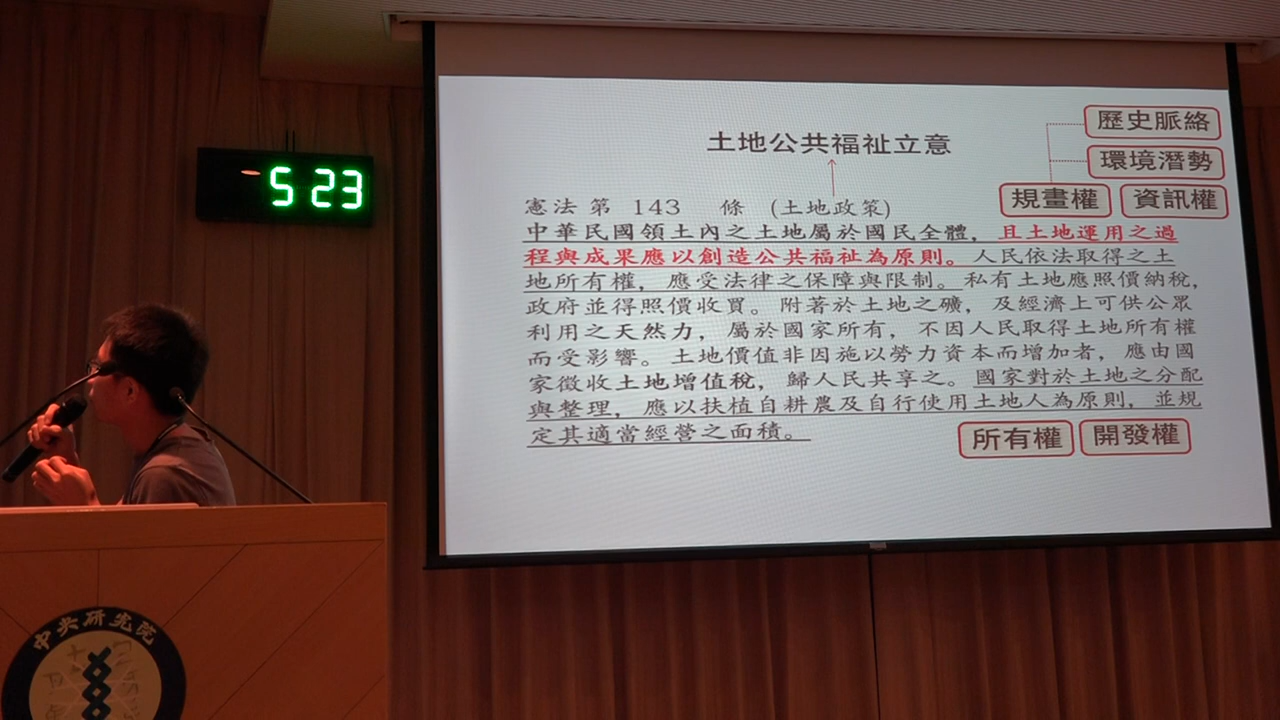 5 23
歷史脈絡
環境潛勢
規畫權 資訊權
土地公共福祉立意
憲法第 143 條 (土地政策)
中華民國領土內之土地屬於國民全體，且土地運用之過
程與成果應以創造公共福祉為原則。人民依法取得之土
地所有權，應受法律之保障與限制。私有土地應照價納稅，
政府並得照價收買。附著於土地之礦，及經濟上可供公眾
利用之天然力，屬於國家所有，不因人民取得土地所有權
而受影響。土地價值非因施以勞力資本而增加者，應由國
家徵收土地增值稅，歸人民共享之。國家對於土地之分配
與整理，應以扶植自耕農及自行使用土地人為原則，並規
定其適當經營之面積。
所有權 開發權
中央研究院